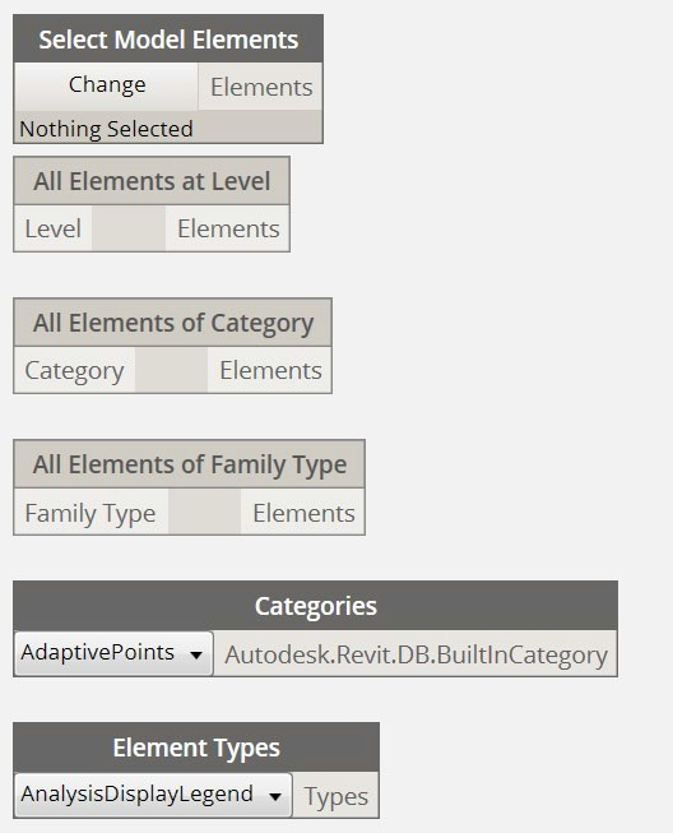 Select Model Elements
Change Elements
Nothing Selected
All Elements at Level
Level Elements
All Elements of Category
Category Elements
All Elements of Family Type
Family Type Elements
Categories
AdaptivePoints Autodesk.Revit.DB.BuiltInCategory
Element Types
AnalysisDisplayLegend Types